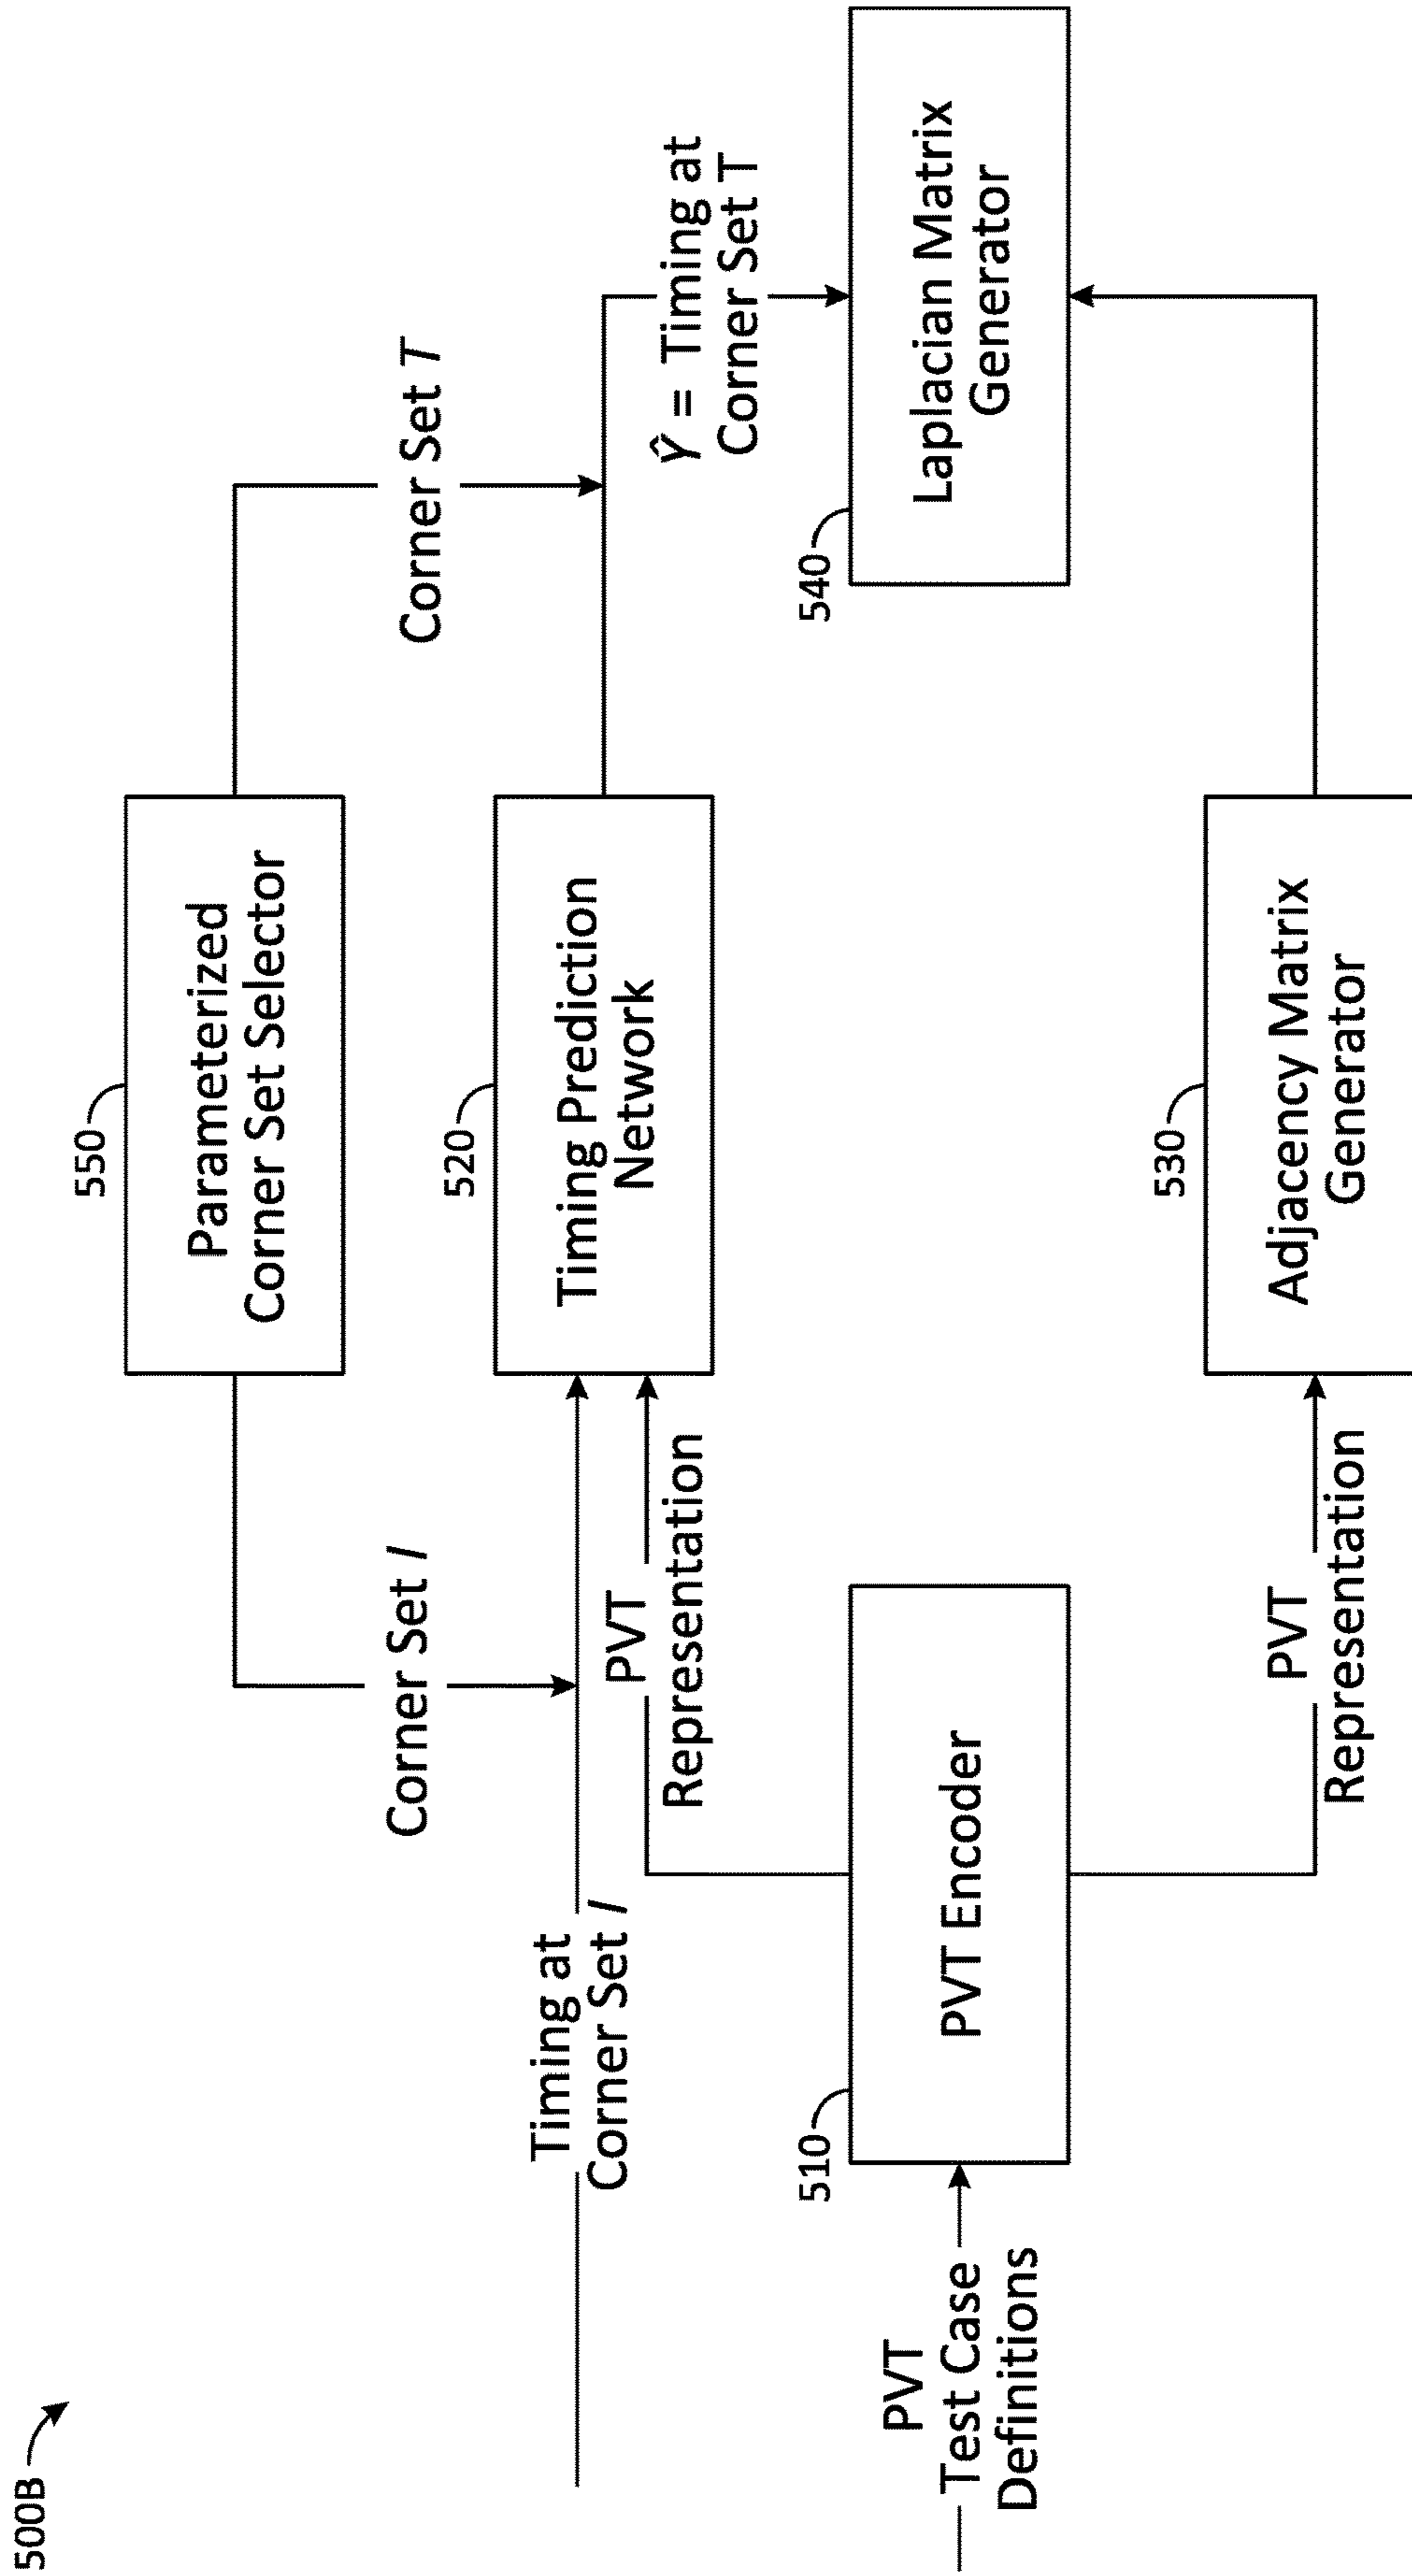 500B
550
Parameterized
Corner Set Selector
Corner Set I
Corner Set T
Timing at
Corner Set I
520
Timing Prediction
Network
PVT
Representation
Ŷ = Timing at
Corner Set T
PVT
Test Case
Definitions
510
PVT Encoder
540
Laplacian Matrix
Generator
PVT
Representation
530
Adjacency Matrix
Generator